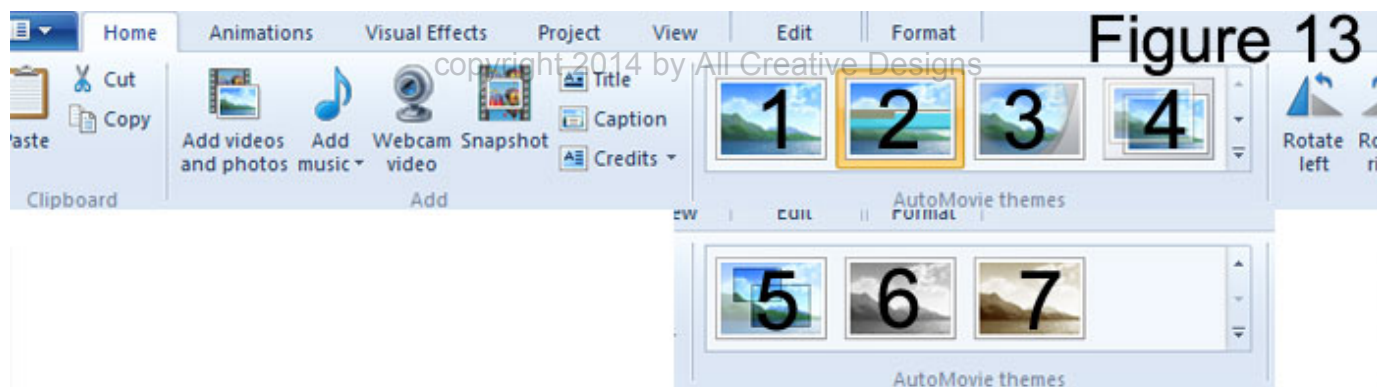 Home Animations Visual Effects Project View Edit Format
Figure 13
copyright 2014 by All Creative Designs
Cut
Copy
Add videos
and photos
Add
music
Webcam
video
Snapshot
Title
Caption
Credits
1 2 3 4
Rotate
left
Clipboard
Add
AutoMovie themes
Edit Format
5 6 7
AutoMovie themes